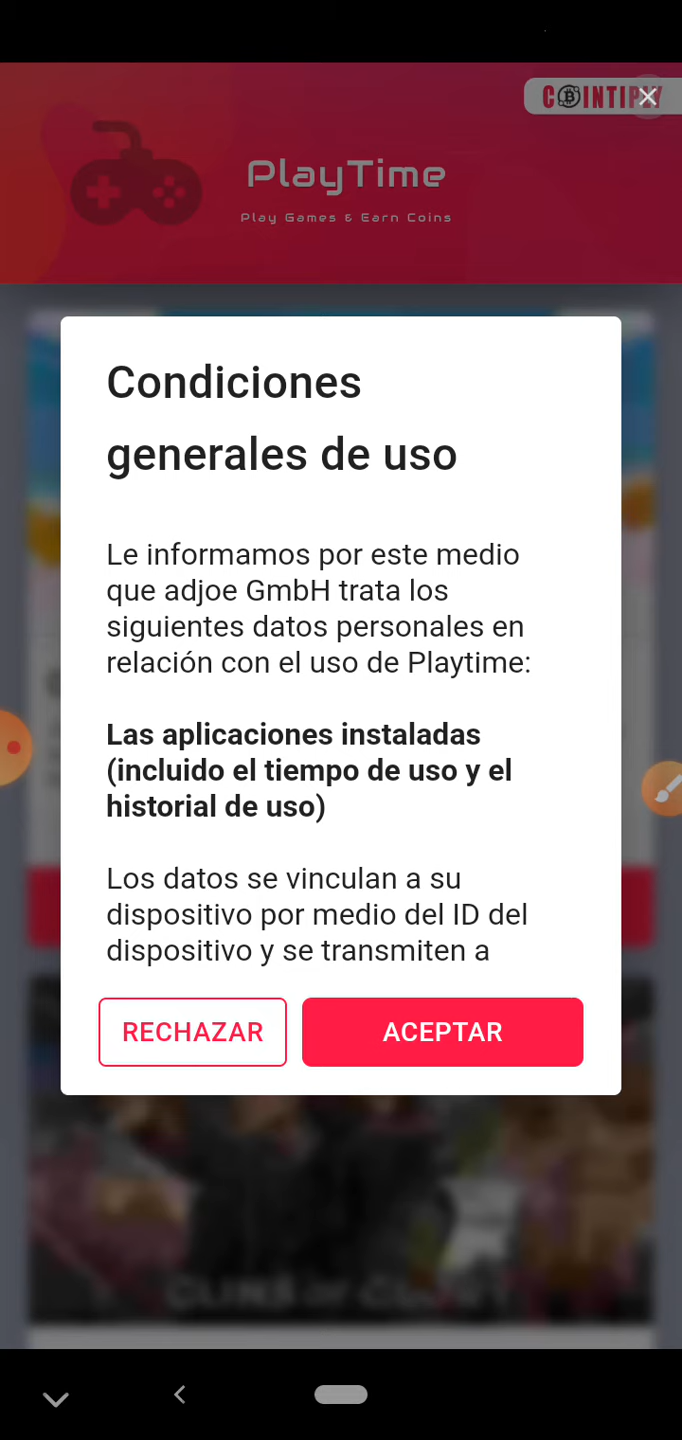 COINTIPLY
PlayTime
Play Games & Earn Coins
Condiciones
generales de uso
Le informamos por este medio
que adjoe GmbH trata los
siguientes datos personales en
relación con el uso de Playtime:
Las aplicaciones instaladas
(incluido el tiempo de uso y el
historial de uso)
Los datos se vinculan a su
dispositivo por medio del ID del
dispositivo y se transmiten a
RECHAZAR
ACEPTAR